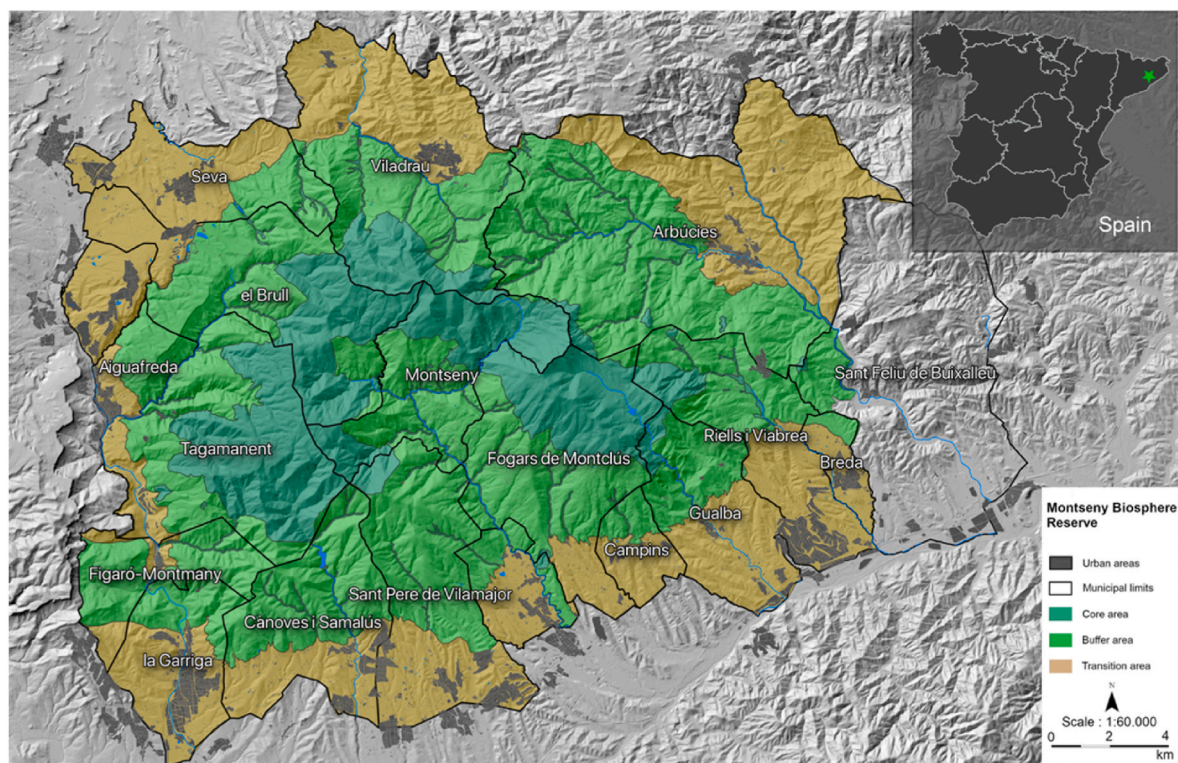 Spain
Viladrau
Seva
Arbúcies
el Brull
Aiguafreda
Montseny
Sant Feliu de Buixalleu
Tagamanent
Riells i Viabrea
Fogars de Montclús
Breda
Gualba
Campins
Figaró-Montmany
Sant Pere de Vilamajor
Cànoves i Samalús
la Garriga
Montseny Biosphere
Reserve
Urban areas
Municipal limits
Core area
Buffer area
Transition area
N
Scale : 1:60.000
0 2 4
km